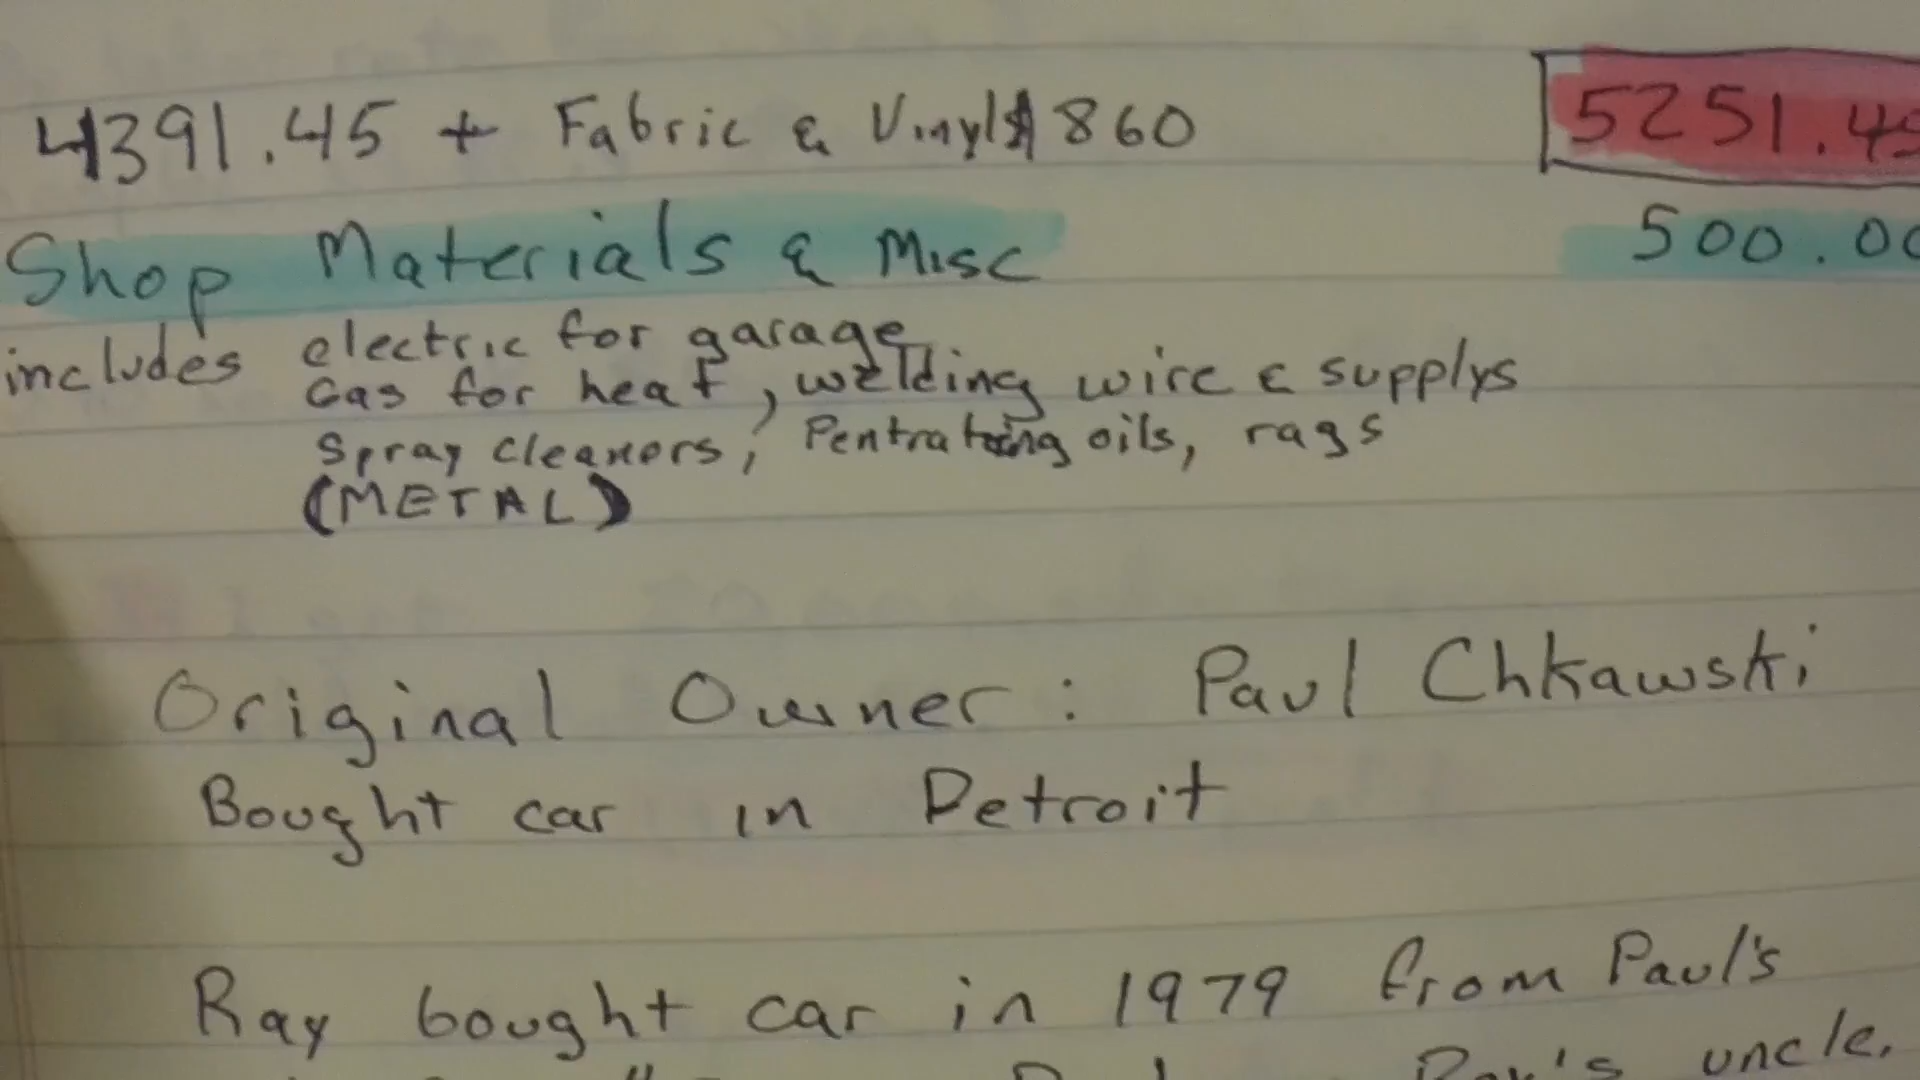 4391.45 + Fabric & Vinyl $860 5251.45
Shop Materials & Misc 500.00
includes electric for garage
Gas for heat, welding wire & supplys
Spray cleaners, Pentrating oils, rags
(METAL)
Original Owner: Paul Chkawski
Bought car in Detroit
Ray bought car in 1979 from Paul's
Ray's uncle.